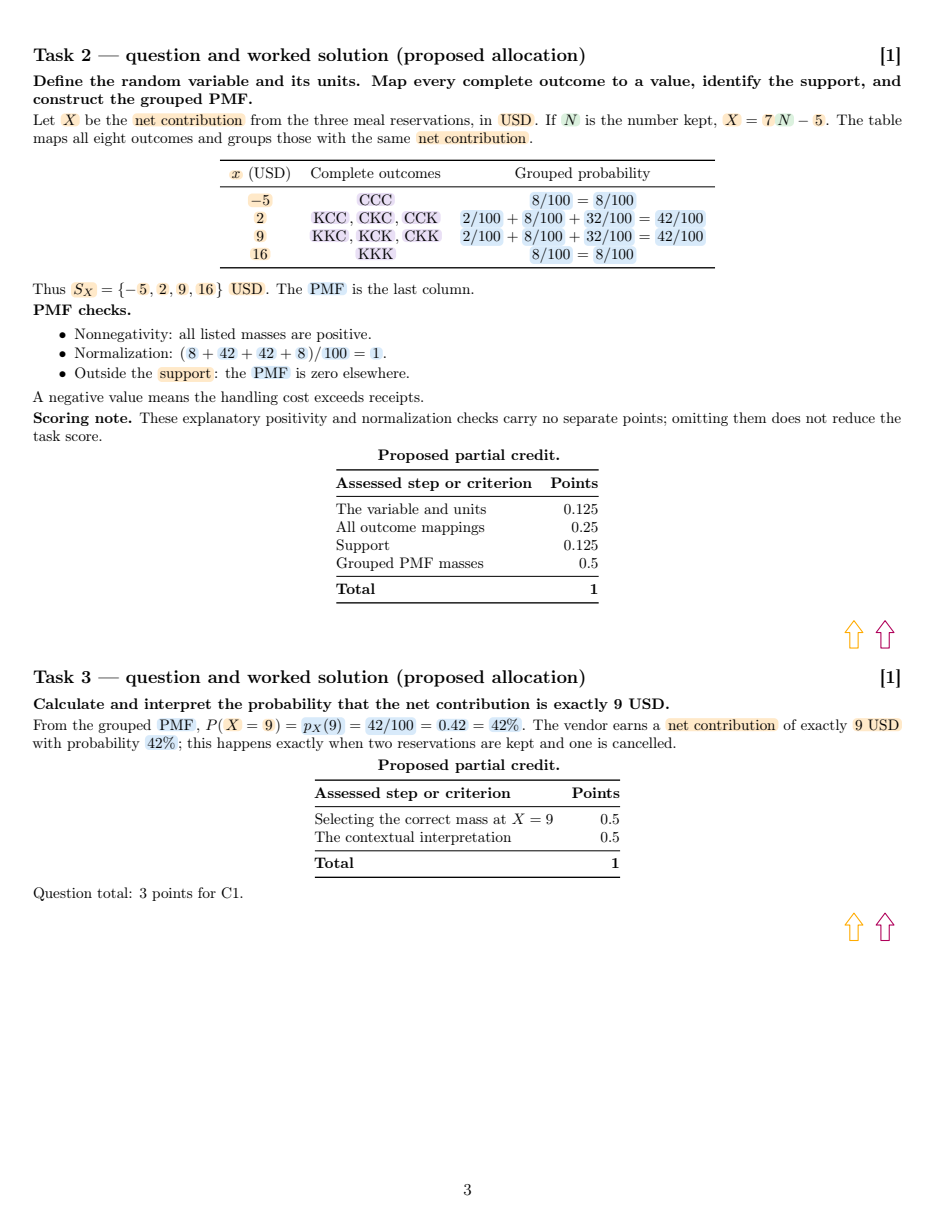 Task 2 — question and worked solution (proposed allocation) [1]
Define the random variable and its units. Map every complete outcome to a value, identify the support, and
construct the grouped PMF.
Let X be the net contribution from the three meal reservations, in USD. If N is the number kept, X = 7N − 5. The table
maps all eight outcomes and groups those with the same net contribution.
x (USD) Complete outcomes Grouped probability
−5 CCC 8/100 = 8/100
2 KCC, CKC, CCK 2/100 + 8/100 + 32/100 = 42/100
9 KKC, KCK, CKK 2/100 + 8/100 + 32/100 = 42/100
16 KKK 8/100 = 8/100
Thus S_X = {−5, 2, 9, 16} USD. The PMF is the last column.
PMF checks.
• Nonnegativity: all listed masses are positive.
• Normalization: (8 + 42 + 42 + 8)/100 = 1.
• Outside the support: the PMF is zero elsewhere.
A negative value means the handling cost exceeds receipts.
Scoring note. These explanatory positivity and normalization checks carry no separate points; omitting them does not reduce the
task score.
Proposed partial credit.
Assessed step or criterion Points
The variable and units 0.125
All outcome mappings 0.25
Support 0.125
Grouped PMF masses 0.5
Total 1
Task 3 — question and worked solution (proposed allocation) [1]
Calculate and interpret the probability that the net contribution is exactly 9 USD.
From the grouped PMF, P(X = 9) = p_X(9) = 42/100 = 0.42 = 42%. The vendor earns a net contribution of exactly 9 USD
with probability 42%; this happens exactly when two reservations are kept and one is cancelled.
Proposed partial credit.
Assessed step or criterion Points
Selecting the correct mass at X = 9 0.5
The contextual interpretation 0.5
Total 1
Question total: 3 points for C1.
3